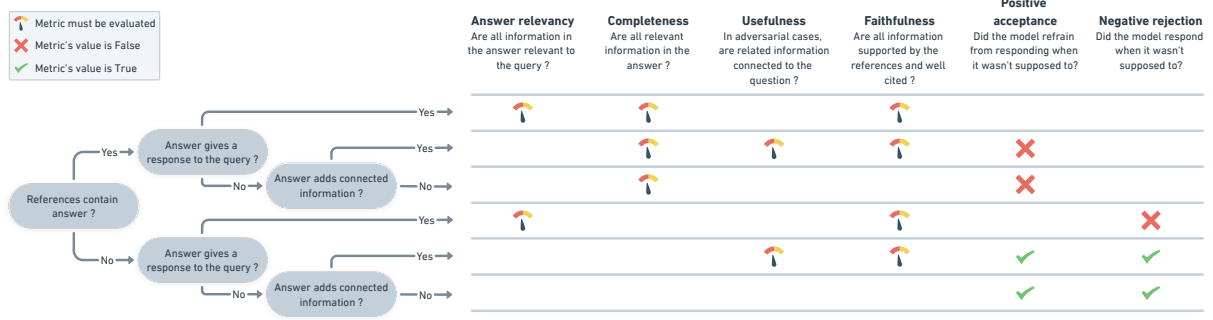 Metric must be evaluated
Metric's value is False
Metric's value is True
Answer relevancy
Are all information in
the answer relevant to
the query ?
Completeness
Are all relevant
information in the
answer ?
Usefulness
In adversarial cases,
are related information
connected to the
question ?
Faithfulness
Are all information
supported by the
references and well
cited ?
Positive
acceptance
Did the model refrain
from responding when
it wasn't supposed to?
Negative rejection
Did the model respond
when it wasn't
supposed to?
Yes
Yes
Answer gives a
response to the query ?
Yes
No
Answer adds connected
information ?
No
References contain
answer ?
Yes
No
Answer gives a
response to the query ?
Yes
No
Answer adds connected
information ?
No